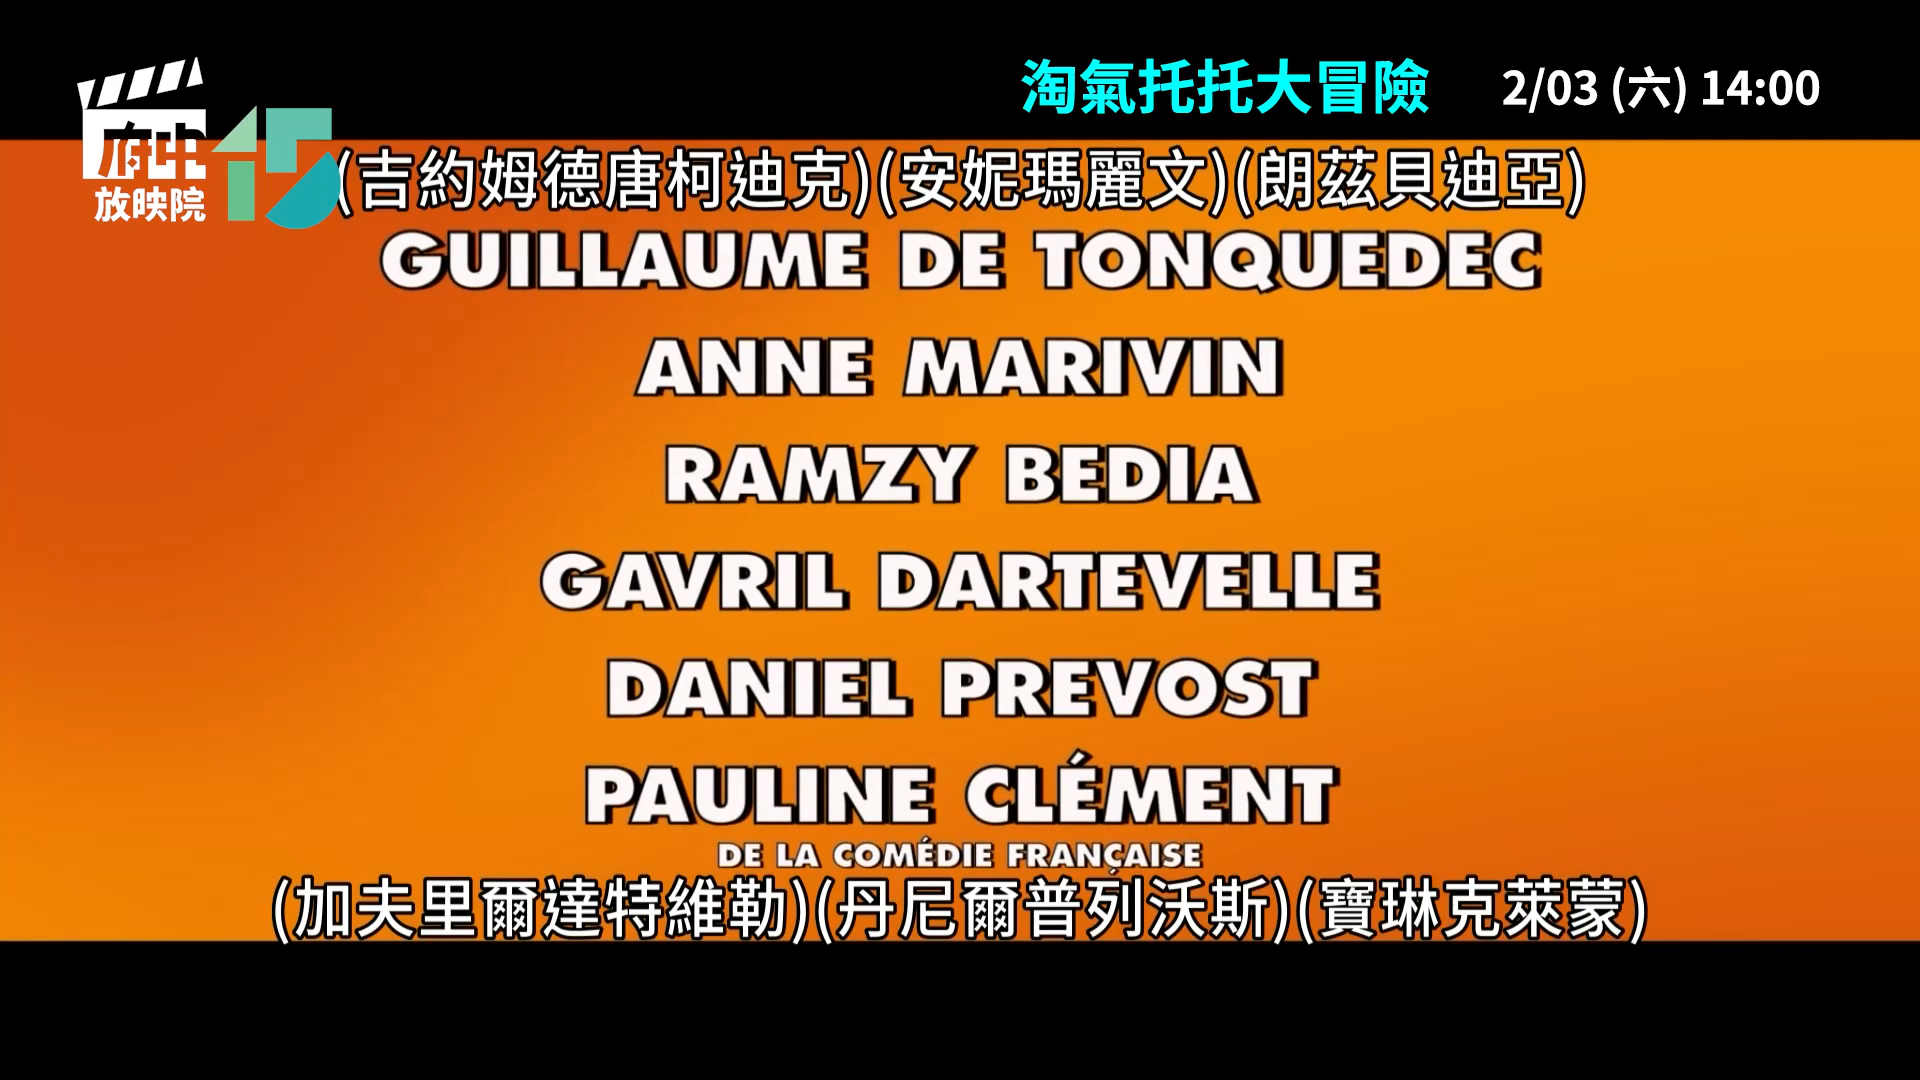 淘氣托托大冒險 2/03 (六) 14:00
府中15
放映院
(吉約姆德唐柯迪克)(安妮瑪麗文)(朗茲貝迪亞)
GUILLAUME DE TONQUEDEC
ANNE MARIVIN
RAMZY BEDIA
GAVRIL DARTEVELLE
DANIEL PREVOST
PAULINE CLÉMENT
DE LA COMÉDIE FRANÇAISE
(加夫里爾達特維勒)(丹尼爾普列沃斯)(寶琳克萊蒙)